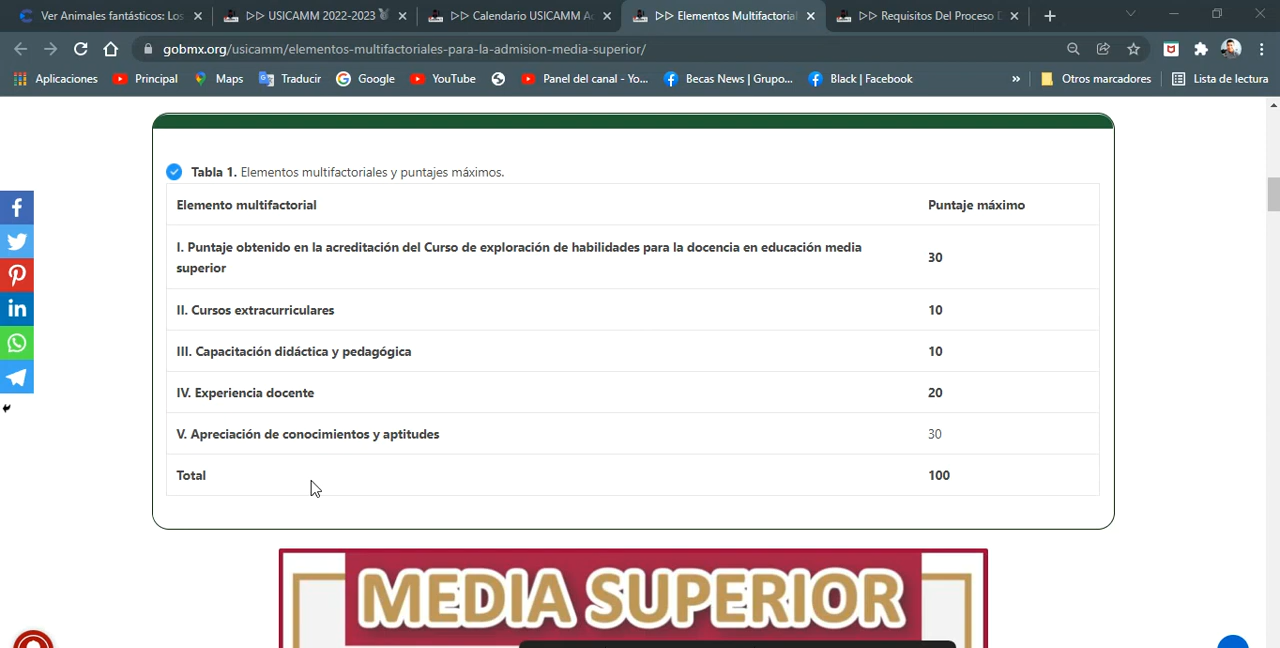 Ver Animales fantásticos: Los
▷▷ USICAMM 2022-2023
▷▷ Calendario USICAMM Ac
▷▷ Elementos Multifactorial
▷▷ Requisitos Del Proceso D
gobmx.org/usicamm/elementos-multifactoriales-para-la-admision-media-superior/
Aplicaciones
Principal
Maps
Traducir
Google
YouTube
Panel del canal - Yo...
Becas News | Grupo...
Black | Facebook
»
Otros marcadores
Lista de lectura
Tabla 1. Elementos multifactoriales y puntajes máximos.
Elemento multifactorial
Puntaje máximo
I. Puntaje obtenido en la acreditación del Curso de exploración de habilidades para la docencia en educación media
superior
30
II. Cursos extracurriculares
10
III. Capacitación didáctica y pedagógica
10
IV. Experiencia docente
20
V. Apreciación de conocimientos y aptitudes
30
Total
100
MEDIA SUPERIOR